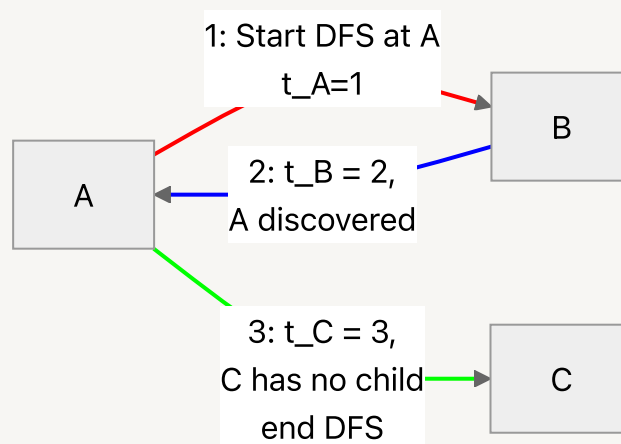 1: Start DFS at A
t_A=1
B
A
2: t_B = 2,
A discovered
3: t_C = 3,
C has no child
end DFS
C